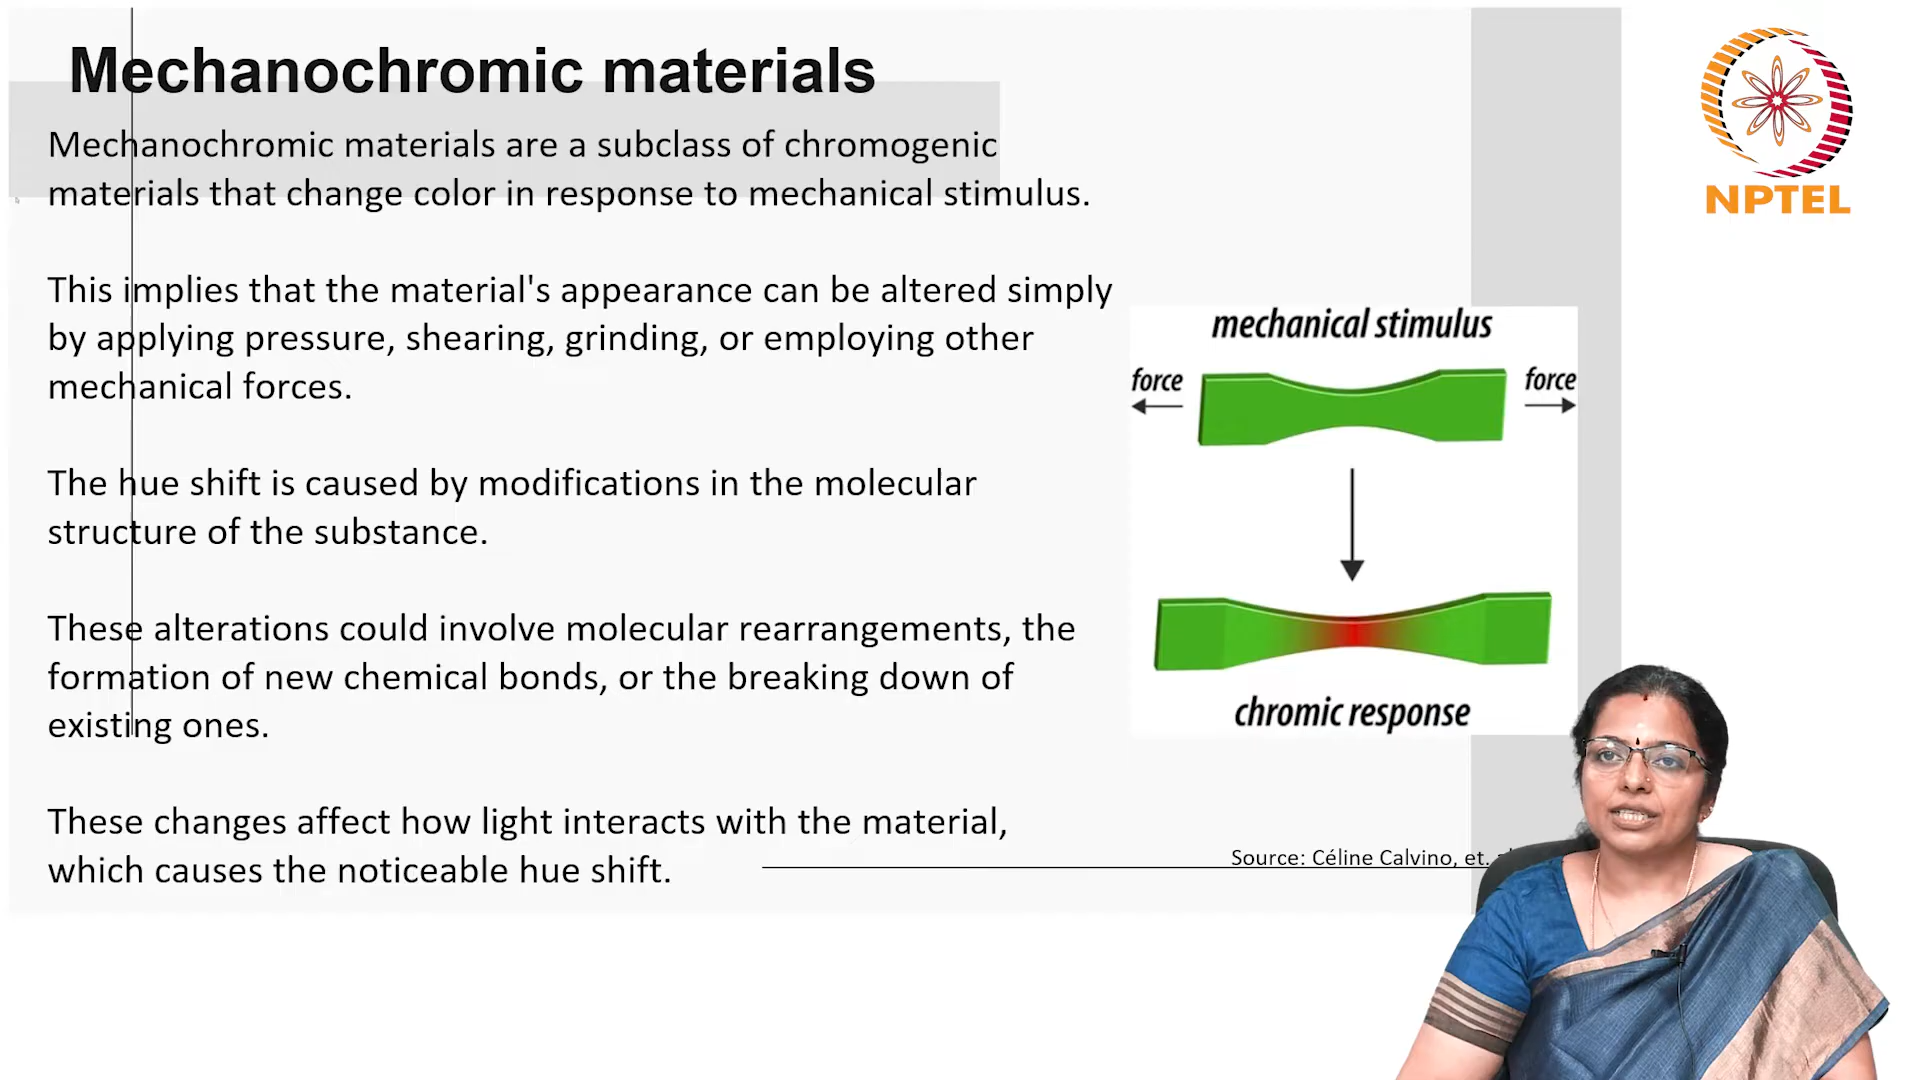 Mechanochromic materials
Mechanochromic materials are a subclass of chromogenic
materials that change color in response to mechanical stimulus.
This implies that the material's appearance can be altered simply
by applying pressure, shearing, grinding, or employing other
mechanical forces.
The hue shift is caused by modifications in the molecular
structure of the substance.
These alterations could involve molecular rearrangements, the
formation of new chemical bonds, or the breaking down of
existing ones.
These changes affect how light interacts with the material,
which causes the noticeable hue shift.
mechanical stimulus
force
force
chromic response
Source: Céline Calvino, et.
NPTEL